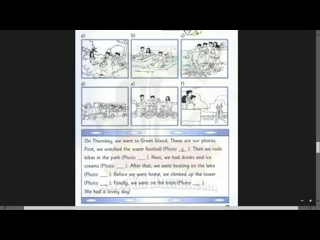 a)
b)
c)
d)
e)
On Thursday, we went to Green Island. These are our photos.
First, we watched the water football (Photo c ). Then we rode
bikes in the park (Photo ___ ). Next, we had drinks and ice
creams (Photo ___ ). After that, we went boating on the lake
(Photo ___ ). Before we went home, we climbed up the tower
(Photo ___ ). Finally, we went on the train (Photo ___ ).
We had a lovely day!